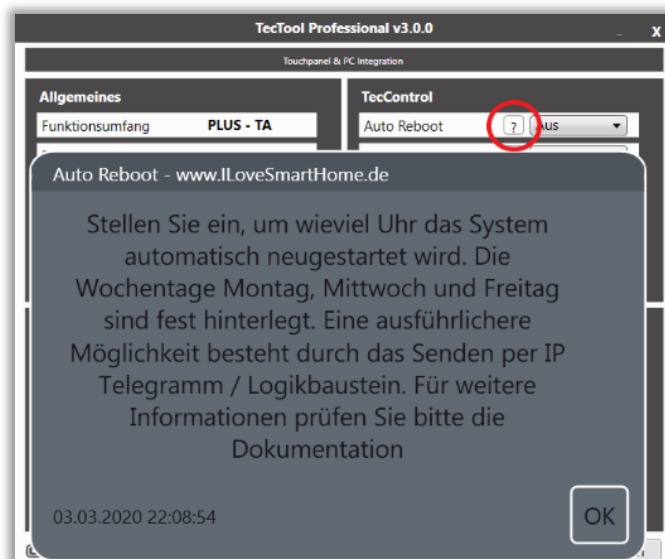 TecTool Professional v3.0.0
_ X
Touchpanel & PC Integration
Allgemeines
Funktionsumfang PLUS - TA
TecControl
Auto Reboot ? Aus
Auto Reboot - www.ILoveSmartHome.de
Stellen Sie ein, um wieviel Uhr das System
automatisch neugestartet wird. Die
Wochentage Montag, Mittwoch und Freitag
sind fest hinterlegt. Eine ausführlichere
Möglichkeit besteht durch das Senden per IP
Telegramm / Logikbaustein. Für weitere
Informationen prüfen Sie bitte die
Dokumentation
03.03.2020 22:08:54
OK